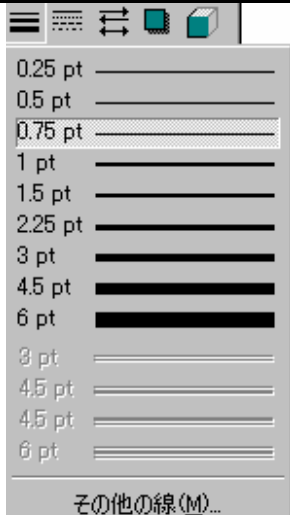 0.25 pt
0.5 pt
0.75 pt
1 pt
1.5 pt
2.25 pt
3 pt
4.5 pt
6 pt
3 pt
4.5 pt
4.5 pt
6 pt
その他の線(M)...